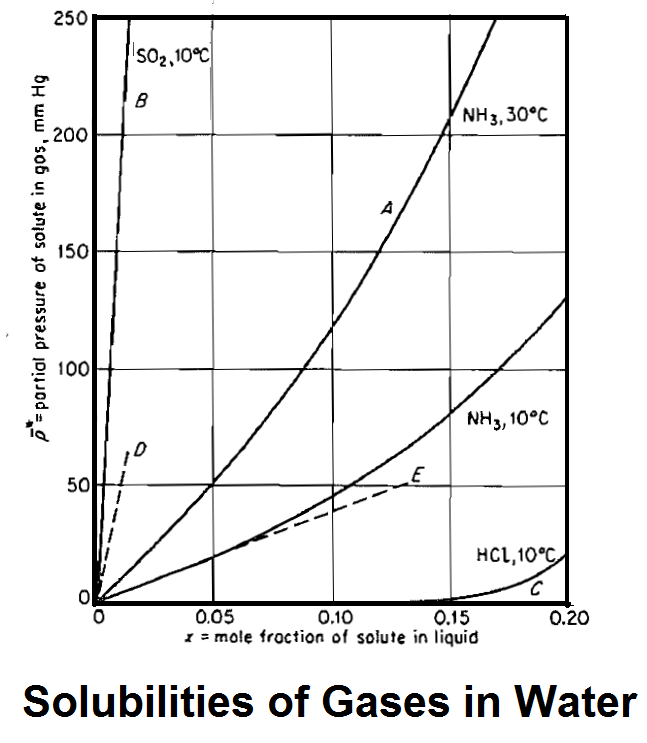 250
200
150
100
50
0
p̄* = partial pressure of solute in gas, mm Hg
SO₂, 10°C
B
NH₃, 30°C
A
D
NH₃, 10°C
E
HCl, 10°C
C
0 0.05 0.10 0.15 0.20
x = mole fraction of solute in liquid
Solubilities of Gases in Water